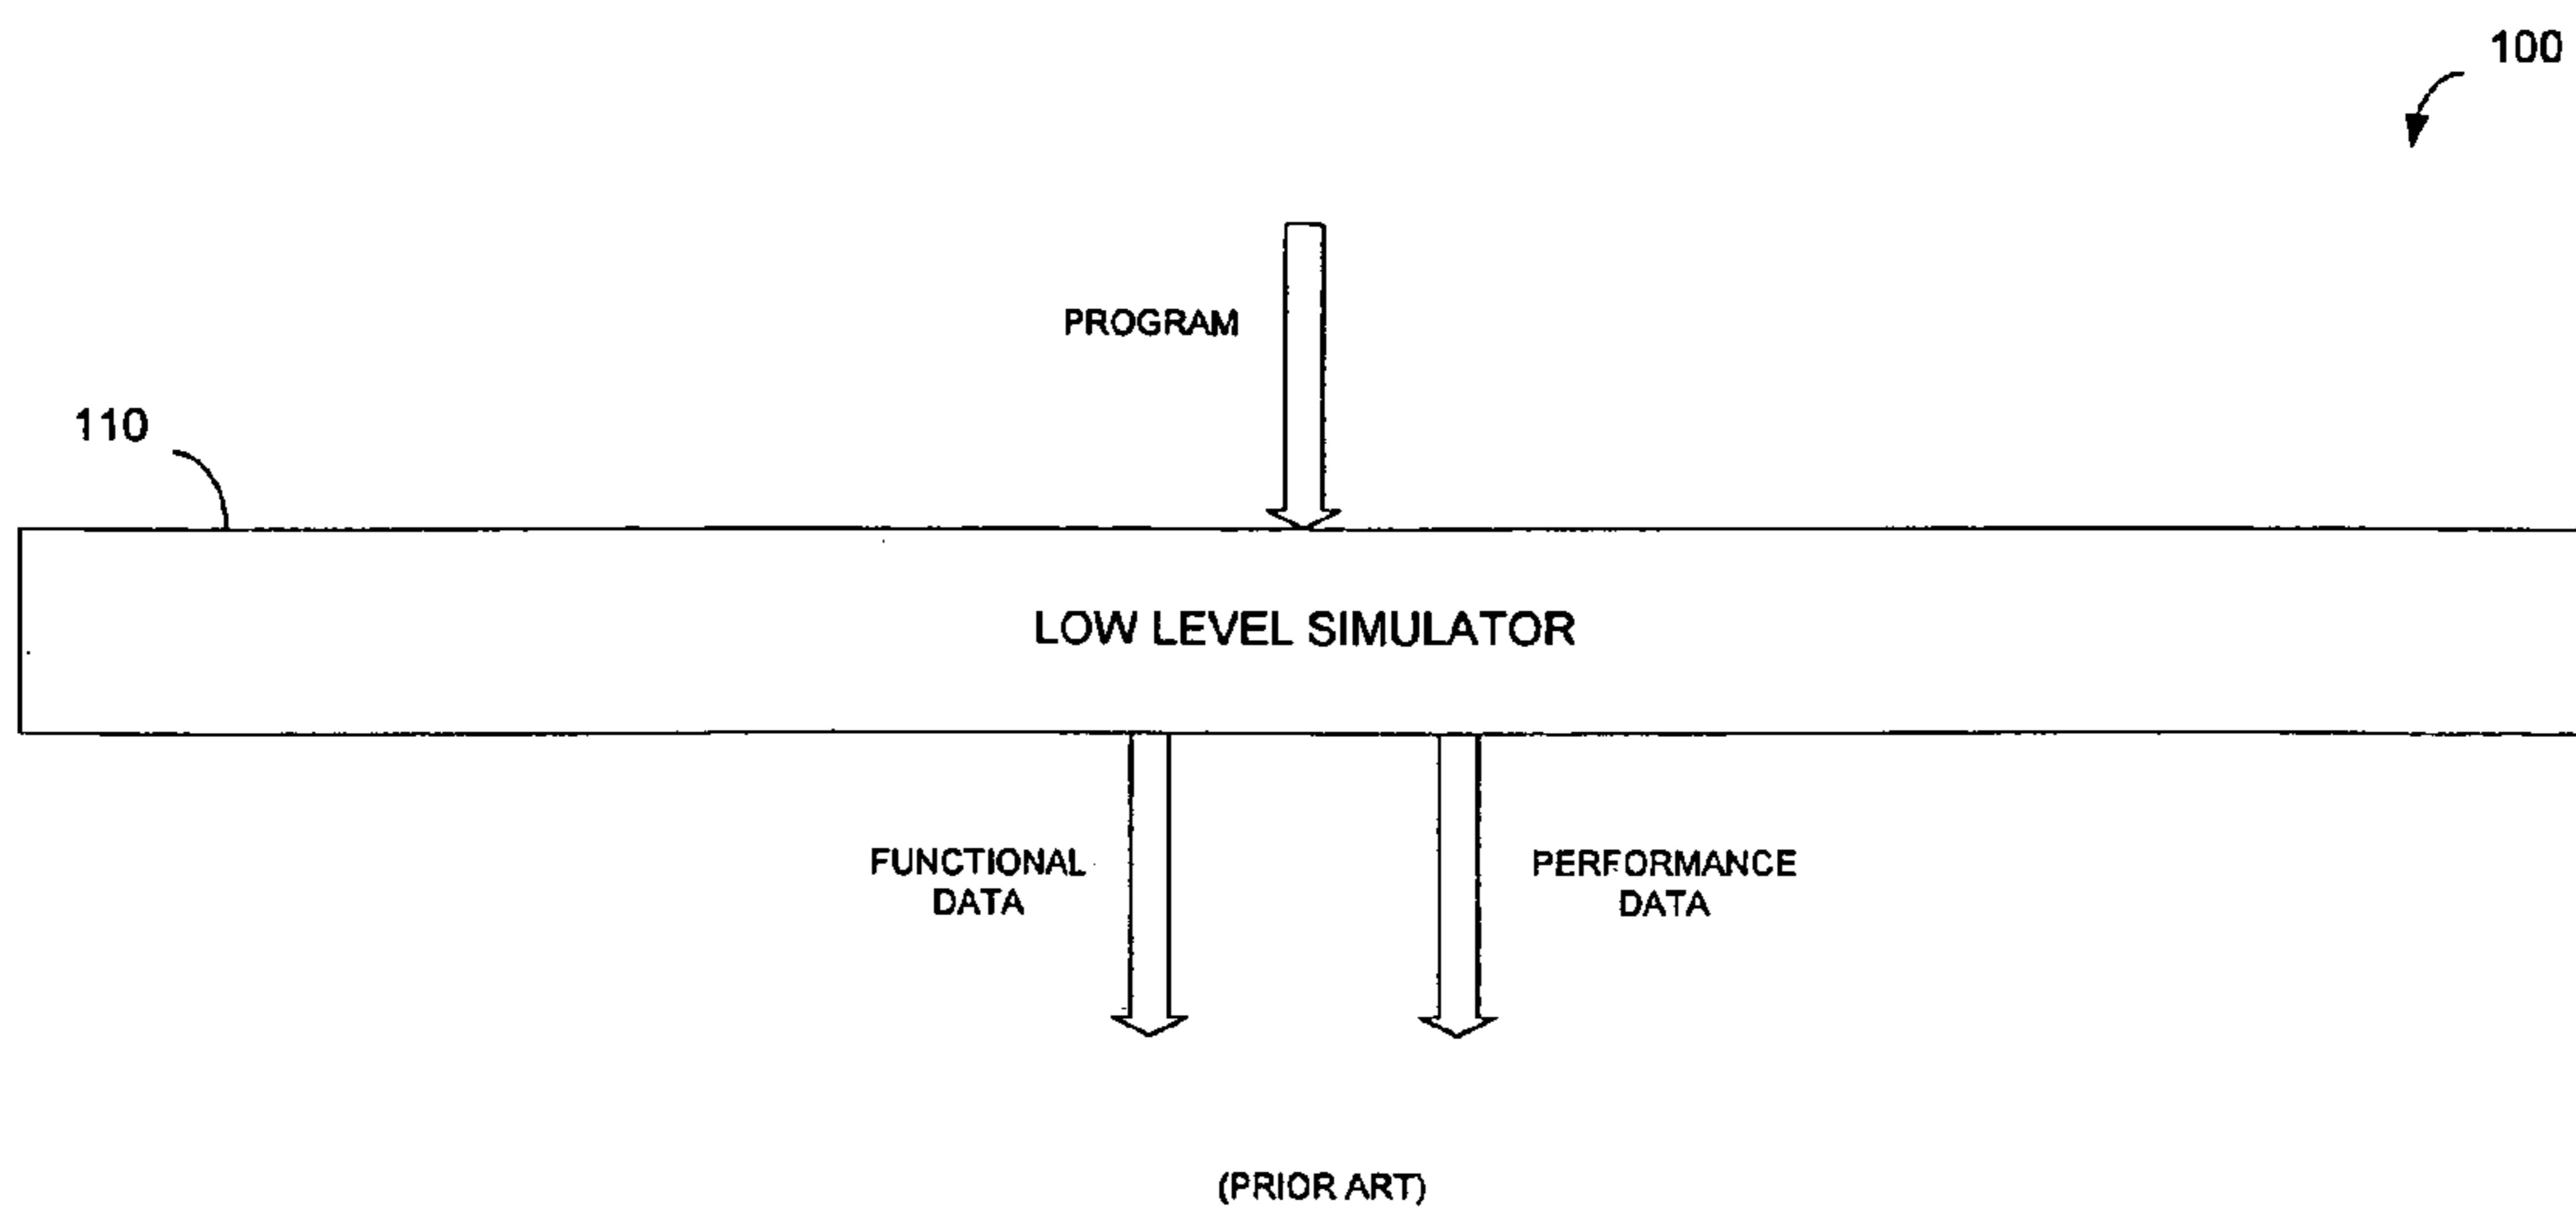 100
PROGRAM
110
LOW LEVEL SIMULATOR
FUNCTIONAL
DATA
PERFORMANCE
DATA
(PRIOR ART)